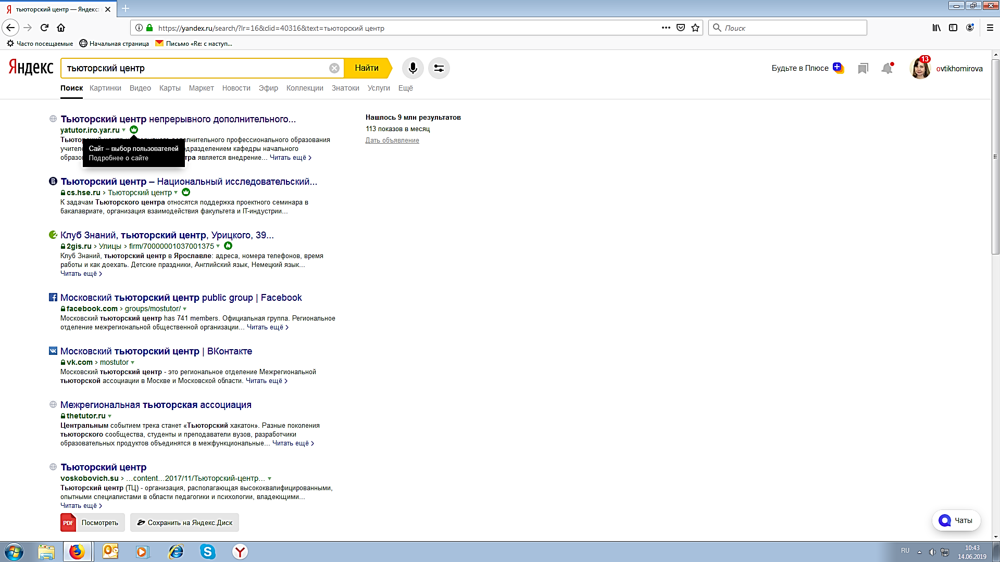 тьюторский центр — Яндекс:
https://yandex.ru/search/?lr=16&clid=40316&text=тьюторский центр
Поиск
Часто посещаемые
Начальная страница
Письмо «Re: с наступ...
Яндекс
тьюторский центр
Найти
Будьте в Плюсе
13
ovtikhomirova
Поиск Картинки Видео Карты Маркет Новости Эфир Коллекции Знатоки Услуги Ещё
Тьюторский центр непрерывного дополнительного...
yatutor.iro.yar.ru
Сайт – выбор пользователей
Подробнее о сайте
дополнительного профессионального образования
учителе
подразделением кафедры начального
образо
тра является внедрение... Читать ещё >
Нашлось 9 млн результатов
113 показов в месяц
Дать объявление
Тьюторский центр – Национальный исследовательский...
cs.hse.ru › Тьюторский центр
К задачам Тьюторского центра относятся поддержка проектного семинара в
бакалавриате, организация взаимодействия факультета и IT-индустрии...
Клуб Знаний, тьюторский центр, Урицкого, 39...
2gis.ru › Улицы › firm/70000001037001375
Клуб Знаний, тьюторский центр в Ярославле: адреса, номера телефонов, время
работы и как доехать. Детские праздники, Английский язык, Немецкий язык...
Читать ещё >
Московский тьюторский центр public group | Facebook
facebook.com › groups/mostutor/
Московский тьюторский центр has 741 members. Официальная группа. Региональное
отделение межрегиональной общественной организации... Читать ещё >
Московский тьюторский центр | ВКонтакте
vk.com › mostutor
Московский тьюторский центр - это региональное отделение Межрегиональной
тьюторской ассоциации в Москве и Московской области. Читать ещё >
Межрегиональная тьюторская ассоциация
thetutor.ru
Центральным событием трека станет «Тьюторский хакатон». Разные поколения
тьюторского сообщества, студенты и преподаватели вузов, разработчики
образовательных продуктов объединятся в межфункциональные... Читать ещё >
Тьюторский центр
voskobovich.su › ...content...2017/11/Тьюторский-центр...
Тьюторский центр (ТЦ) - организация, располагающая высококвалифицированными,
опытными специалистами в области педагогики и психологии, владеющими...
Читать ещё >
PDF Посмотреть
Сохранить на Яндекс.Диск
Чаты
RU
10:43
14.06.2019